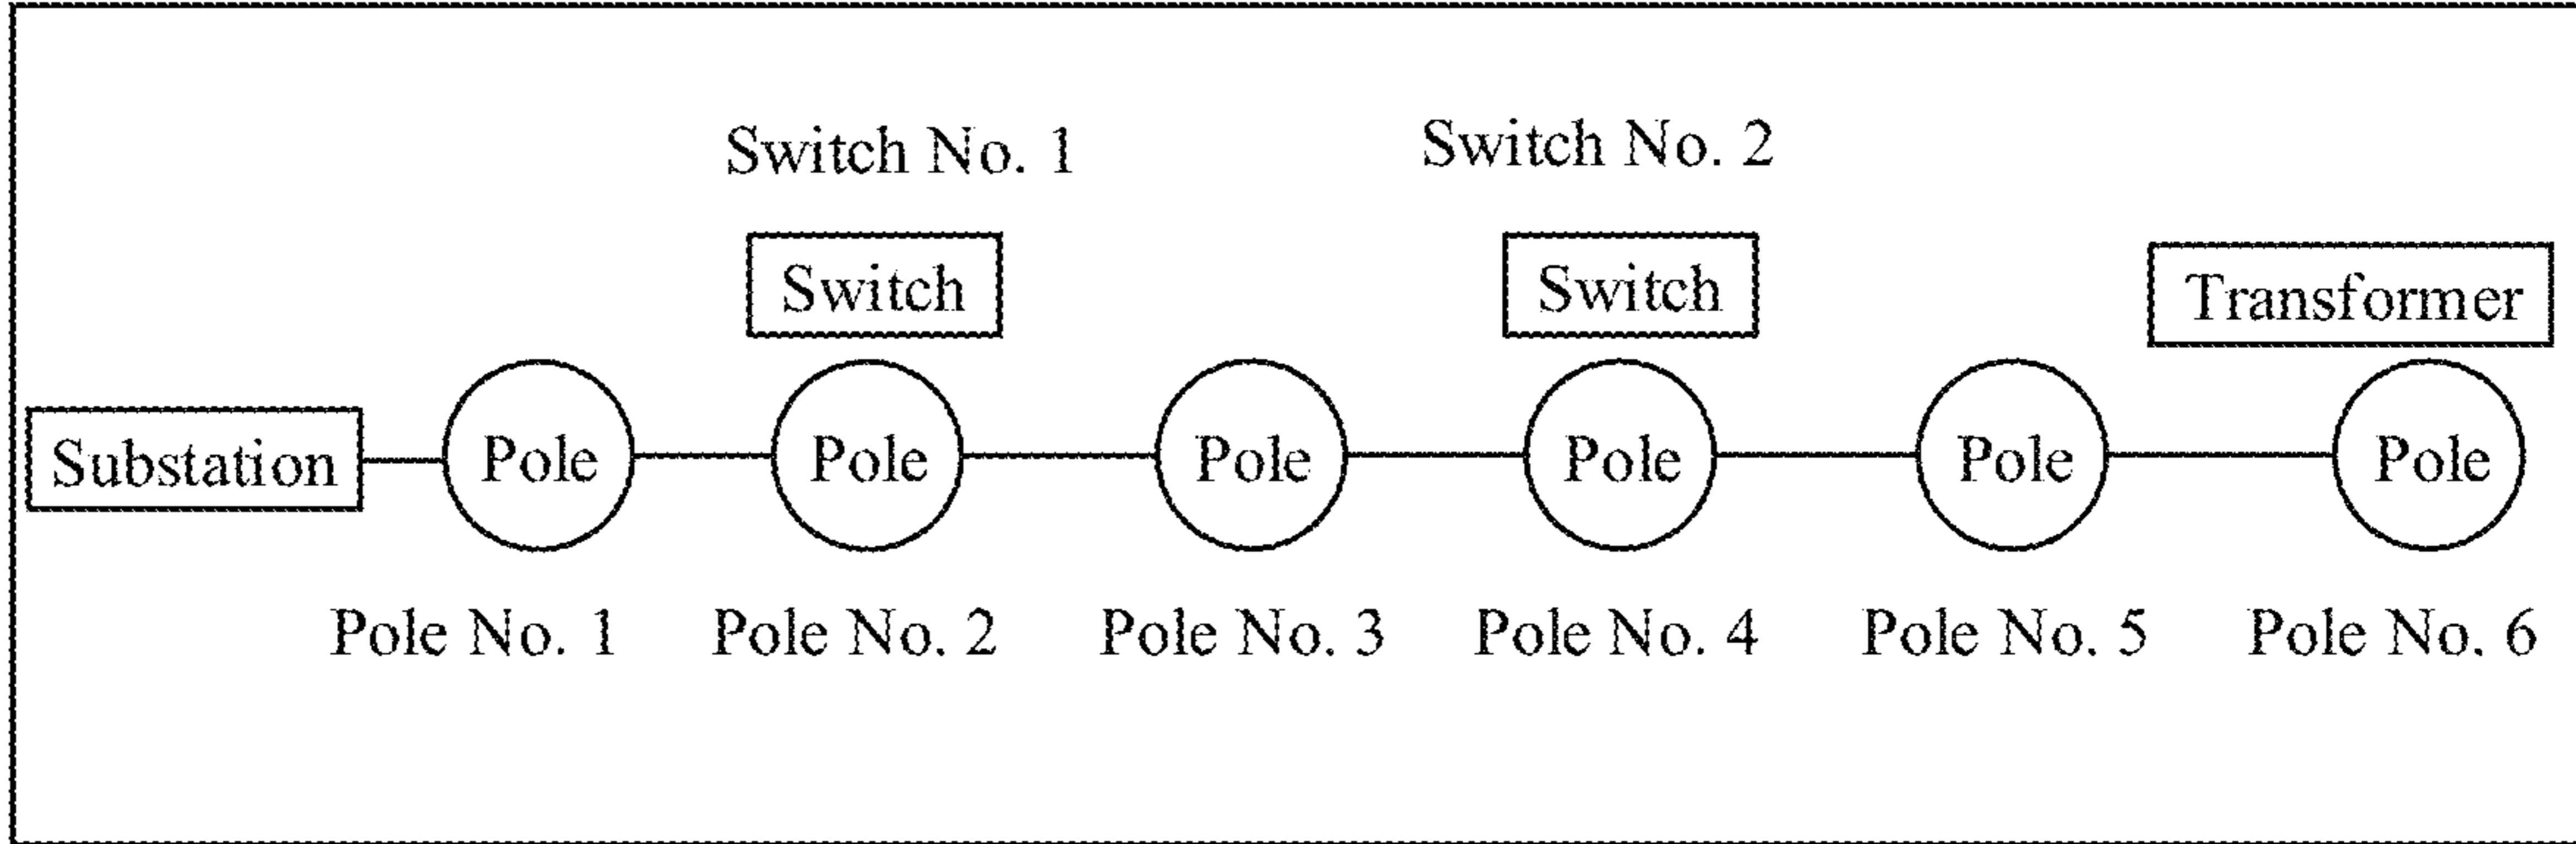 Switch No. 1
Switch No. 2
Switch
Switch
Transformer
Substation
Pole
Pole
Pole
Pole
Pole
Pole
Pole No. 1
Pole No. 2
Pole No. 3
Pole No. 4
Pole No. 5
Pole No. 6